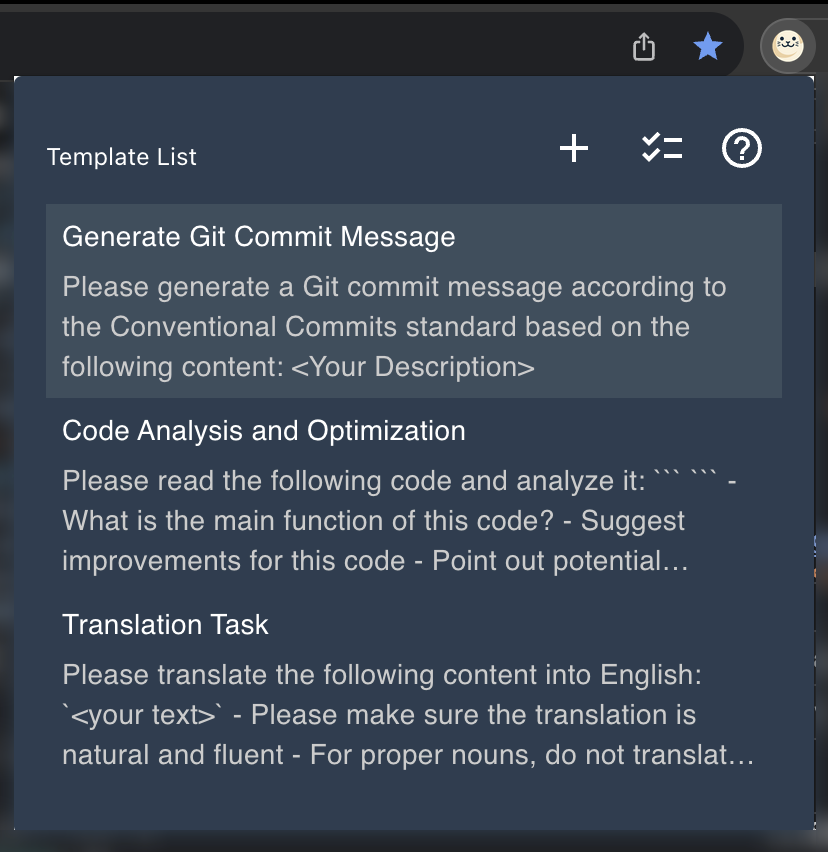 Template List
Generate Git Commit Message
Please generate a Git commit message according to
the Conventional Commits standard based on the
following content: <Your Description>
Code Analysis and Optimization
Please read the following code and analyze it: ``` ``` -
What is the main function of this code? - Suggest
improvements for this code - Point out potential...
Translation Task
Please translate the following content into English:
`<your text>` - Please make sure the translation is
natural and fluent - For proper nouns, do not translat...